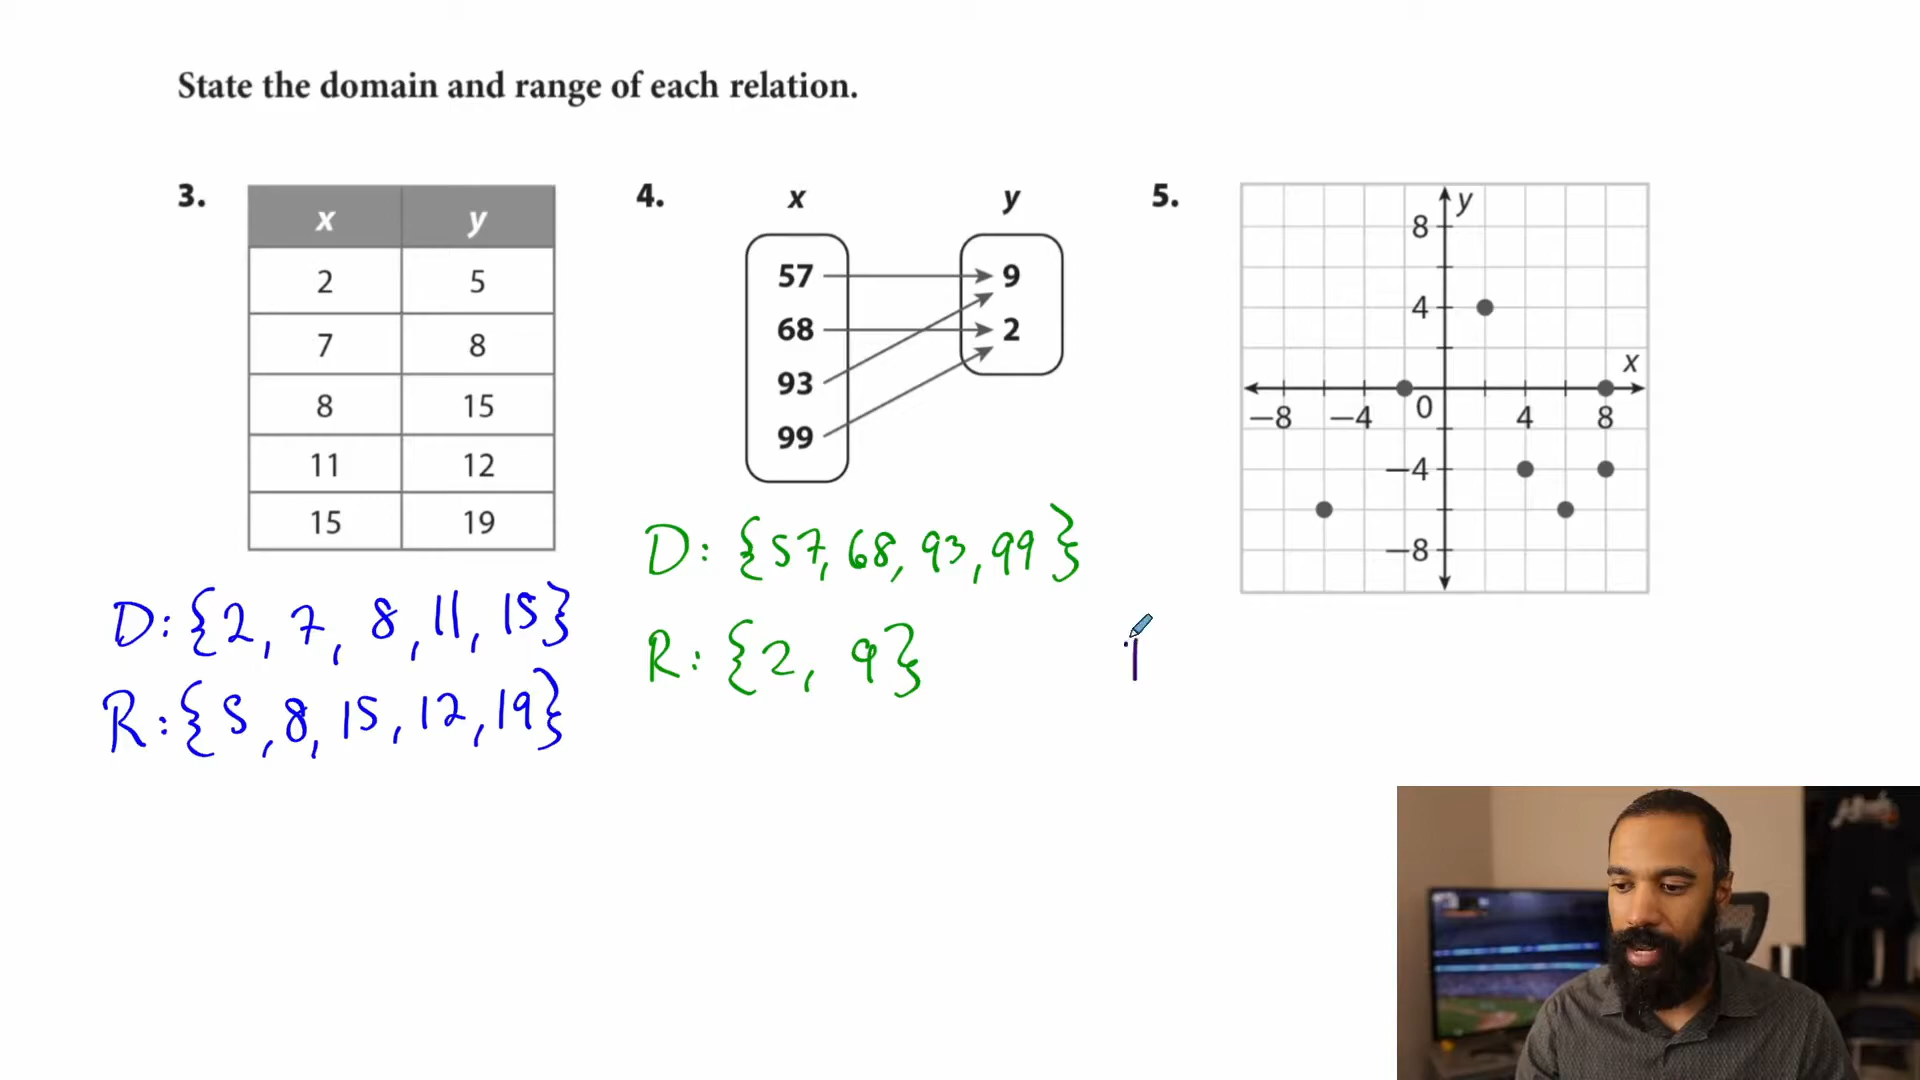 State the domain and range of each relation.
3.
x y
2 5
7 8
8 15
11 12
15 19
D: {2, 7, 8, 11, 15}
R: {5, 8, 15, 12, 19}
4.
x y
57 9
68 2
93
99
D: {57, 68, 93, 99}
R: {2, 9}
5.
y
8
4
x
−8 −4 0 4 8
−4
−8